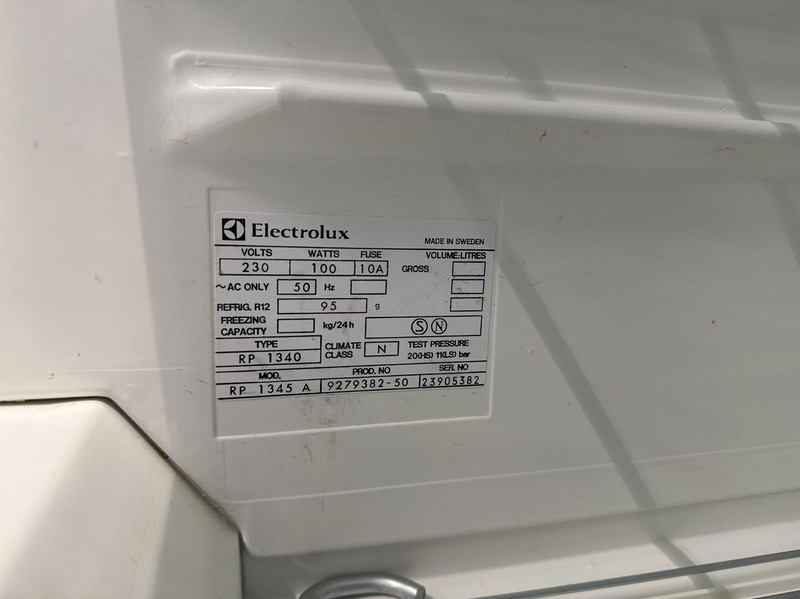 Electrolux
MADE IN SWEDEN
VOLTS WATTS FUSE VOLUME:LITRES
230 100 10A GROSS
~AC ONLY 50 Hz
REFRIG. R12 95 g
FREEZING CAPACITY kg/24h S N
TYPE CLIMATE CLASS N TEST PRESSURE
RP 1340 20(HS) 11(LS) bar
MOD. PROD. NO SER. NO
RP 1345 A 9279382-50 23905382